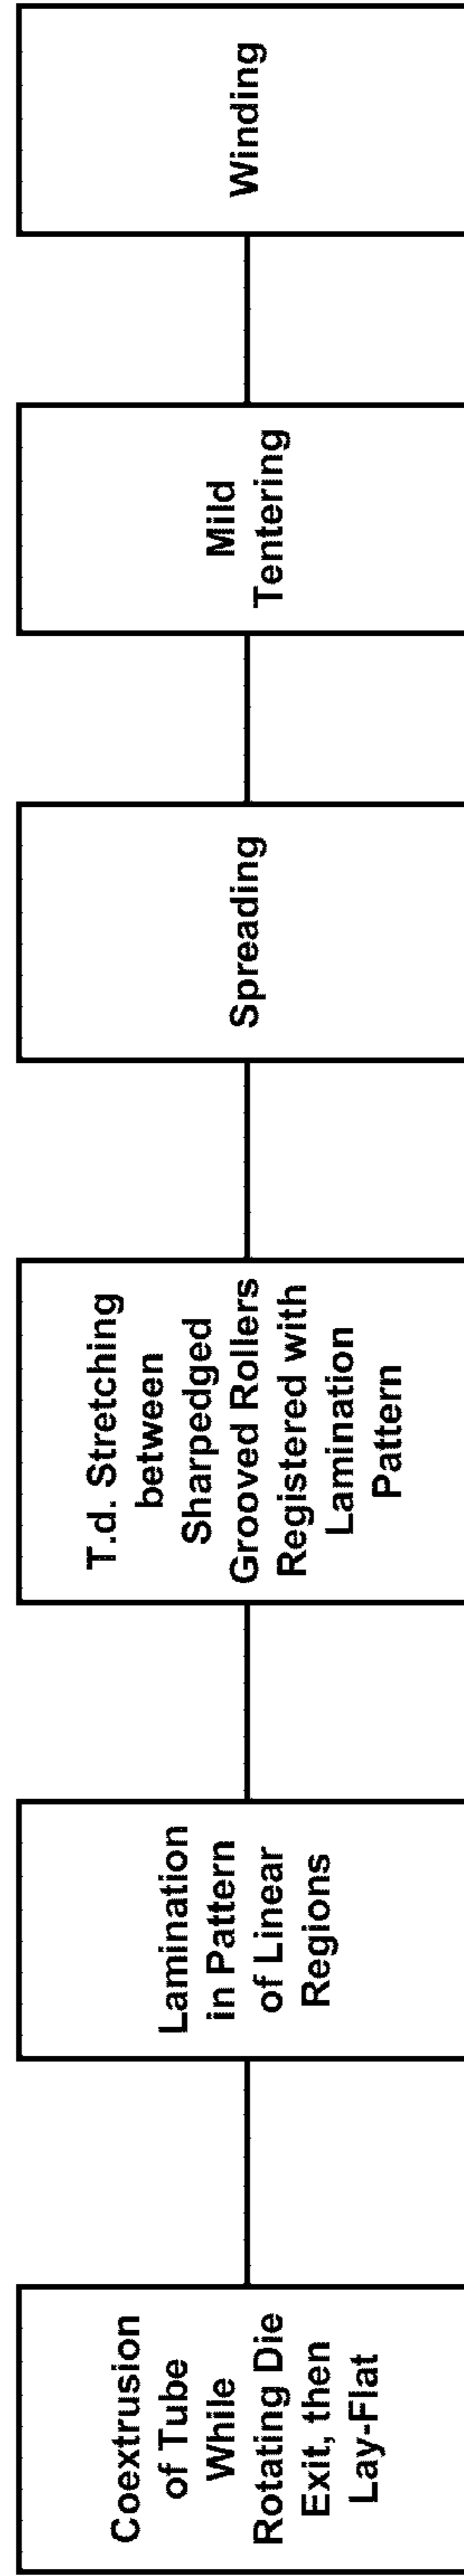 Coextrusion
of Tube
While
Rotating Die
Exit, then
Lay-Flat
Lamination
in Pattern
of Linear
Regions
T.d. Stretching
between
Sharpedged
Grooved Rollers
Registered with
Lamination
Pattern
Spreading
Mild
Tentering
Winding